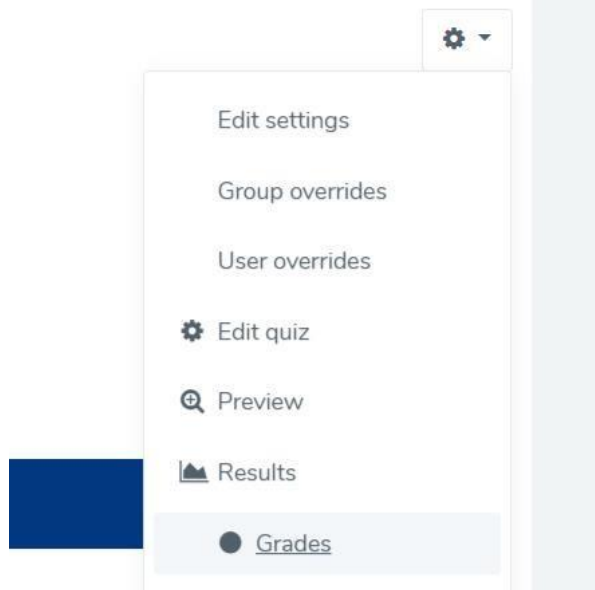 Edit settings
Group overrides
User overrides
Edit quiz
Preview
Results
Grades